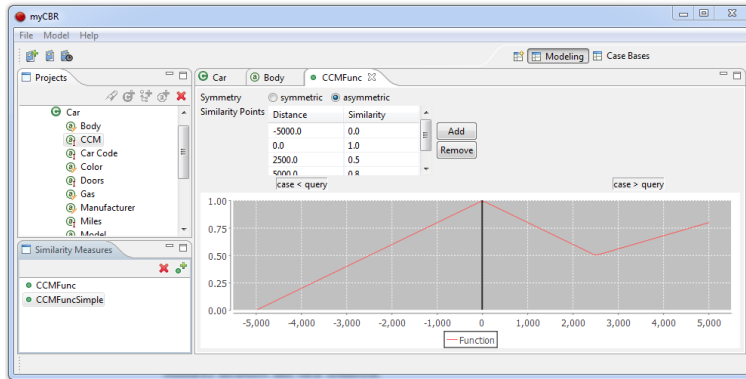 myCBR
File Model Help
Modeling Case Bases
Projects
Car
Body
CCM
Car Code
Color
Doors
Gas
Manufacturer
Miles
Model
Similarity Measures
CCMFunc
CCMFuncSimple
Car Body CCMFunc
Symmetry symmetric asymmetric
Similarity Points Distance Similarity
-5000.0 0.0
0.0 1.0
2500.0 0.5
5000.0 0.8
Add
Remove
case < query case > query
1.00
0.75
0.50
0.25
0.00
-5,000 -4,000 -3,000 -2,000 -1,000 0 1,000 2,000 3,000 4,000 5,000
Function